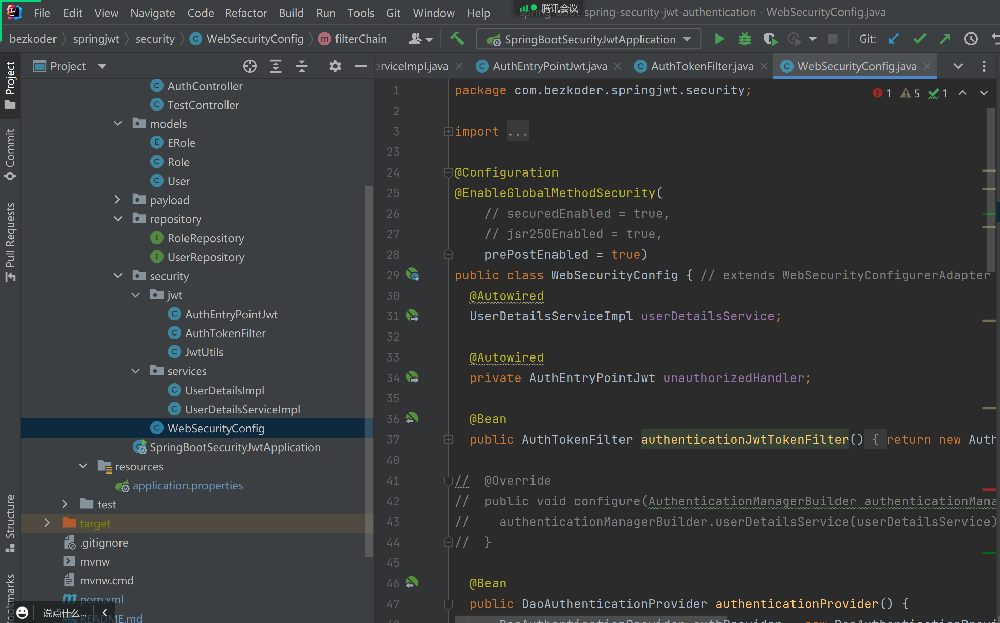 File Edit View Navigate Code Refactor Build Run Tools Git Window Help
腾讯会议
-spring-security-jwt-authentication - WebSecurityConfig.java
bezkoder springjwt security WebSecurityConfig filterChain
SpringBootSecurityJwtApplication
Git:
Project
erviceImpl.java AuthEntryPointJwt.java AuthTokenFilter.java WebSecurityConfig.java
Project
Commit
Pull Requests
Structure
Bookmarks
AuthController
TestController
models
ERole
Role
User
payload
repository
RoleRepository
UserRepository
security
jwt
AuthEntryPointJwt
AuthTokenFilter
JwtUtils
services
UserDetailsImpl
UserDetailsServiceImpl
WebSecurityConfig
SpringBootSecurityJwtApplication
resources
application.properties
test
target
.gitignore
mvnw
mvnw.cmd
pom.xml
README.md
说点什么...
1 5 1
1 package com.bezkoder.springjwt.security;
2
3 import ...
23
24 @Configuration
25 @EnableGlobalMethodSecurity(
26 // securedEnabled = true,
27 // jsr250Enabled = true,
28 prePostEnabled = true)
29 public class WebSecurityConfig { // extends WebSecurityConfigurerAdapter
30 @Autowired
31 UserDetailsServiceImpl userDetailsService;
32
33 @Autowired
34 private AuthEntryPointJwt unauthorizedHandler;
35
36 @Bean
37 public AuthTokenFilter authenticationJwtTokenFilter() { return new Auth
40
41 // @Override
42 // public void configure(AuthenticationManagerBuilder authenticationMana
43 // authenticationManagerBuilder.userDetailsService(userDetailsService)
44 // }
45
46 @Bean
47 public DaoAuthenticationProvider authenticationProvider() {